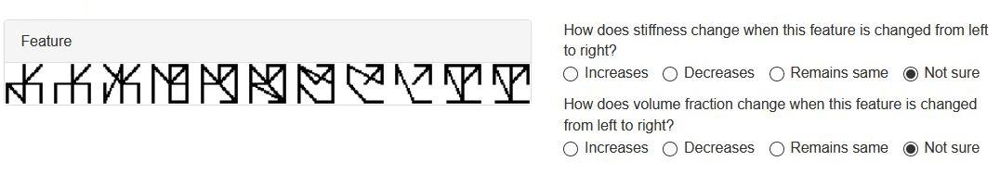 Feature
How does stiffness change when this feature is changed from left
to right?
Increases Decreases Remains same Not sure
How does volume fraction change when this feature is changed
from left to right?
Increases Decreases Remains same Not sure